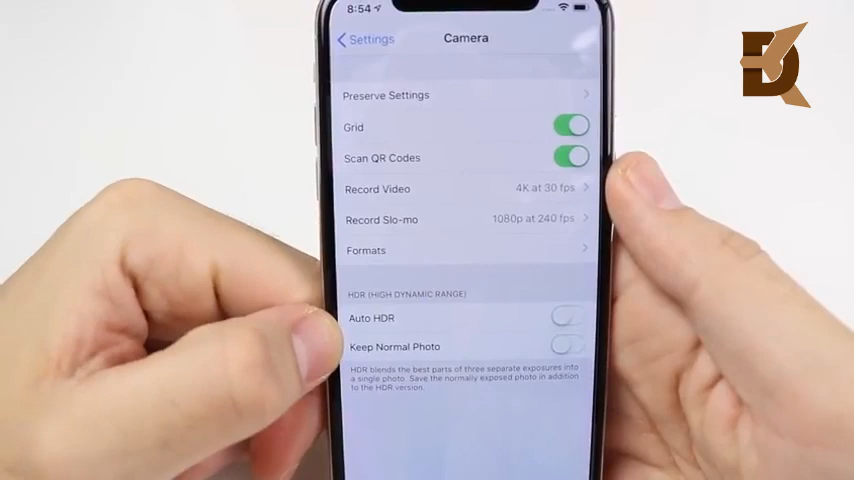 8:54
Settings
Camera
Preserve Settings
Grid
Scan QR Codes
Record Video 4K at 30 fps
Record Slo-mo 1080p at 240 fps
Formats
HDR (HIGH DYNAMIC RANGE)
Auto HDR
Keep Normal Photo
HDR blends the best parts of three separate exposures into
a single photo. Save the normally exposed photo in addition
to the HDR version.
DK